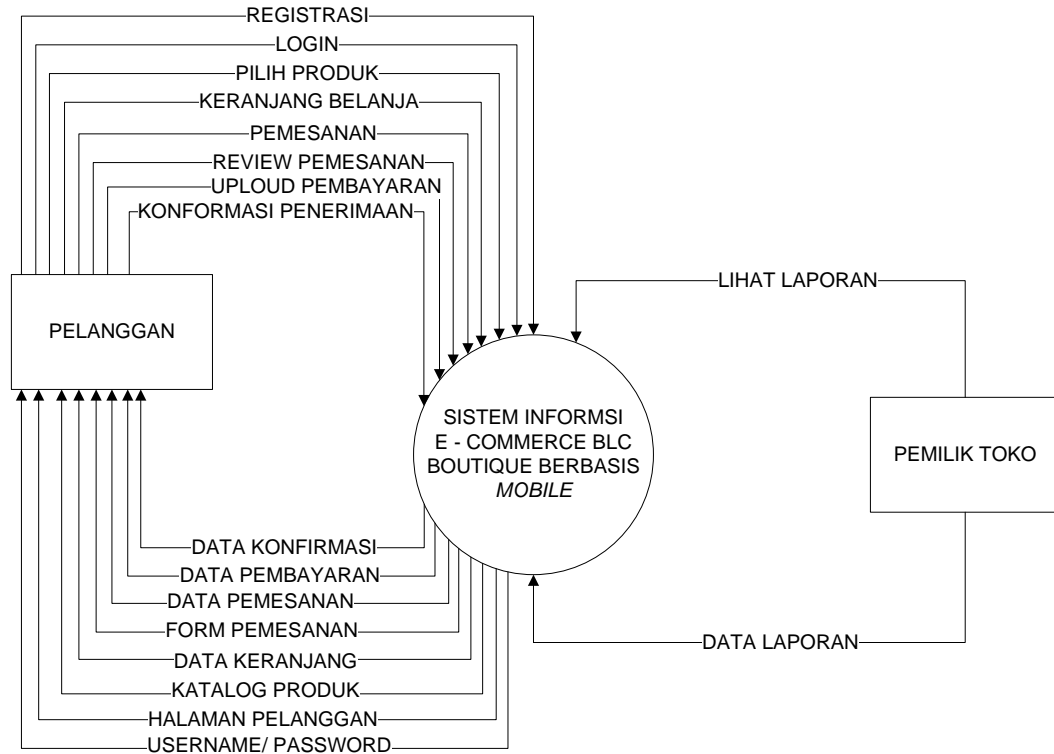 REGISTRASI
LOGIN
PILIH PRODUK
KERANJANG BELANJA
PEMESANAN
REVIEW PEMESANAN
UPLOUD PEMBAYARAN
KONFORMASI PENERIMAAN
LIHAT LAPORAN
PELANGGAN
SISTEM INFORMSI
E - COMMERCE BLC
BOUTIQUE BERBASIS
MOBILE
PEMILIK TOKO
DATA KONFIRMASI
DATA PEMBAYARAN
DATA PEMESANAN
FORM PEMESANAN
DATA LAPORAN
DATA KERANJANG
KATALOG PRODUK
HALAMAN PELANGGAN
USERNAME/ PASSWORD